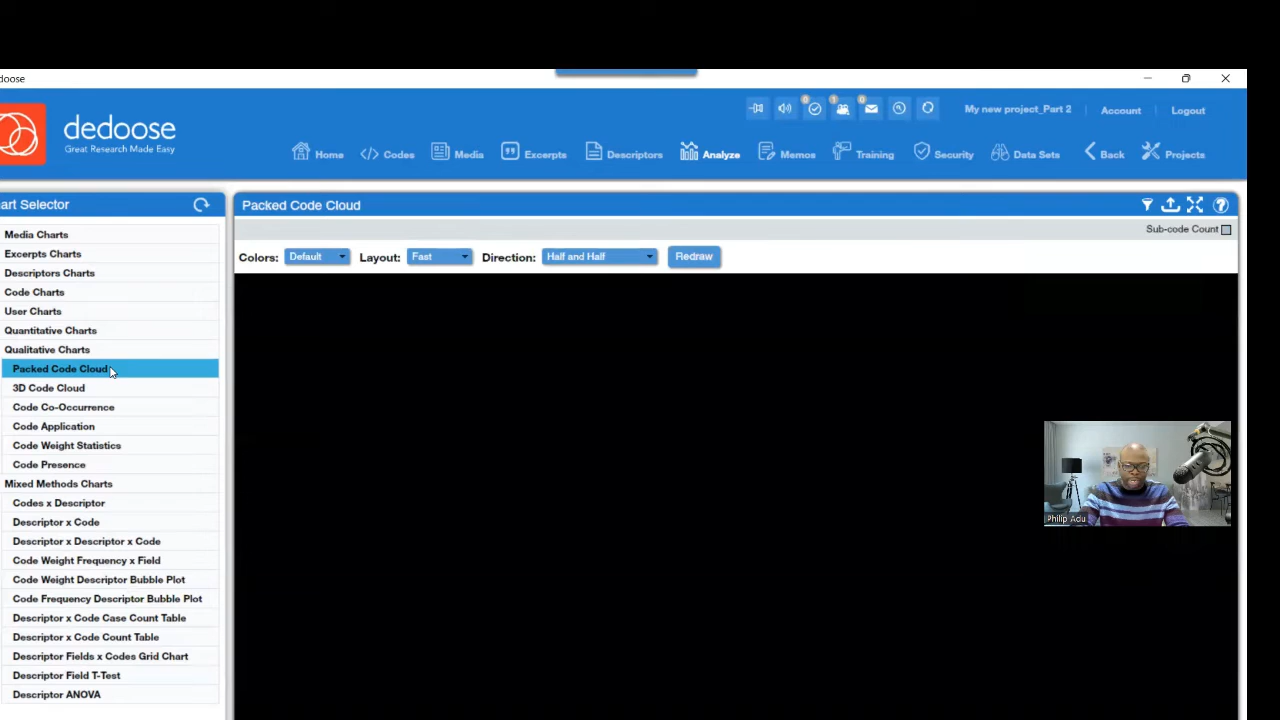 doose
My new project_Part 2 Account Logout
0 1 0
dedoose
Great Research Made Easy
Home Codes Media Excerpts Descriptors Analyze Memos Training Security Data Sets Back Projects
art Selector
Packed Code Cloud
Sub-code Count
Colors: Default Layout: Fast Direction: Half and Half Redraw
Media Charts
Excerpts Charts
Descriptors Charts
Code Charts
User Charts
Quantitative Charts
Qualitative Charts
Packed Code Cloud
3D Code Cloud
Code Co-Occurrence
Code Application
Code Weight Statistics
Code Presence
Mixed Methods Charts
Codes x Descriptor
Descriptor x Code
Descriptor x Descriptor x Code
Code Weight Frequency x Field
Code Weight Descriptor Bubble Plot
Code Frequency Descriptor Bubble Plot
Descriptor x Code Case Count Table
Descriptor x Code Count Table
Descriptor Fields x Codes Grid Chart
Descriptor Field T-Test
Descriptor ANOVA
Philip Adu